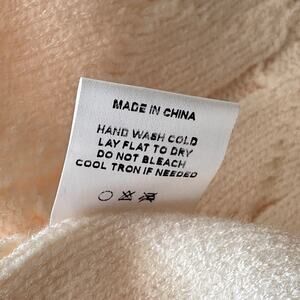 MADE IN CHINA
HAND WASH COLD
LAY FLAT TO DRY
DO NOT BLEACH
COOL TRON IF NEEDED